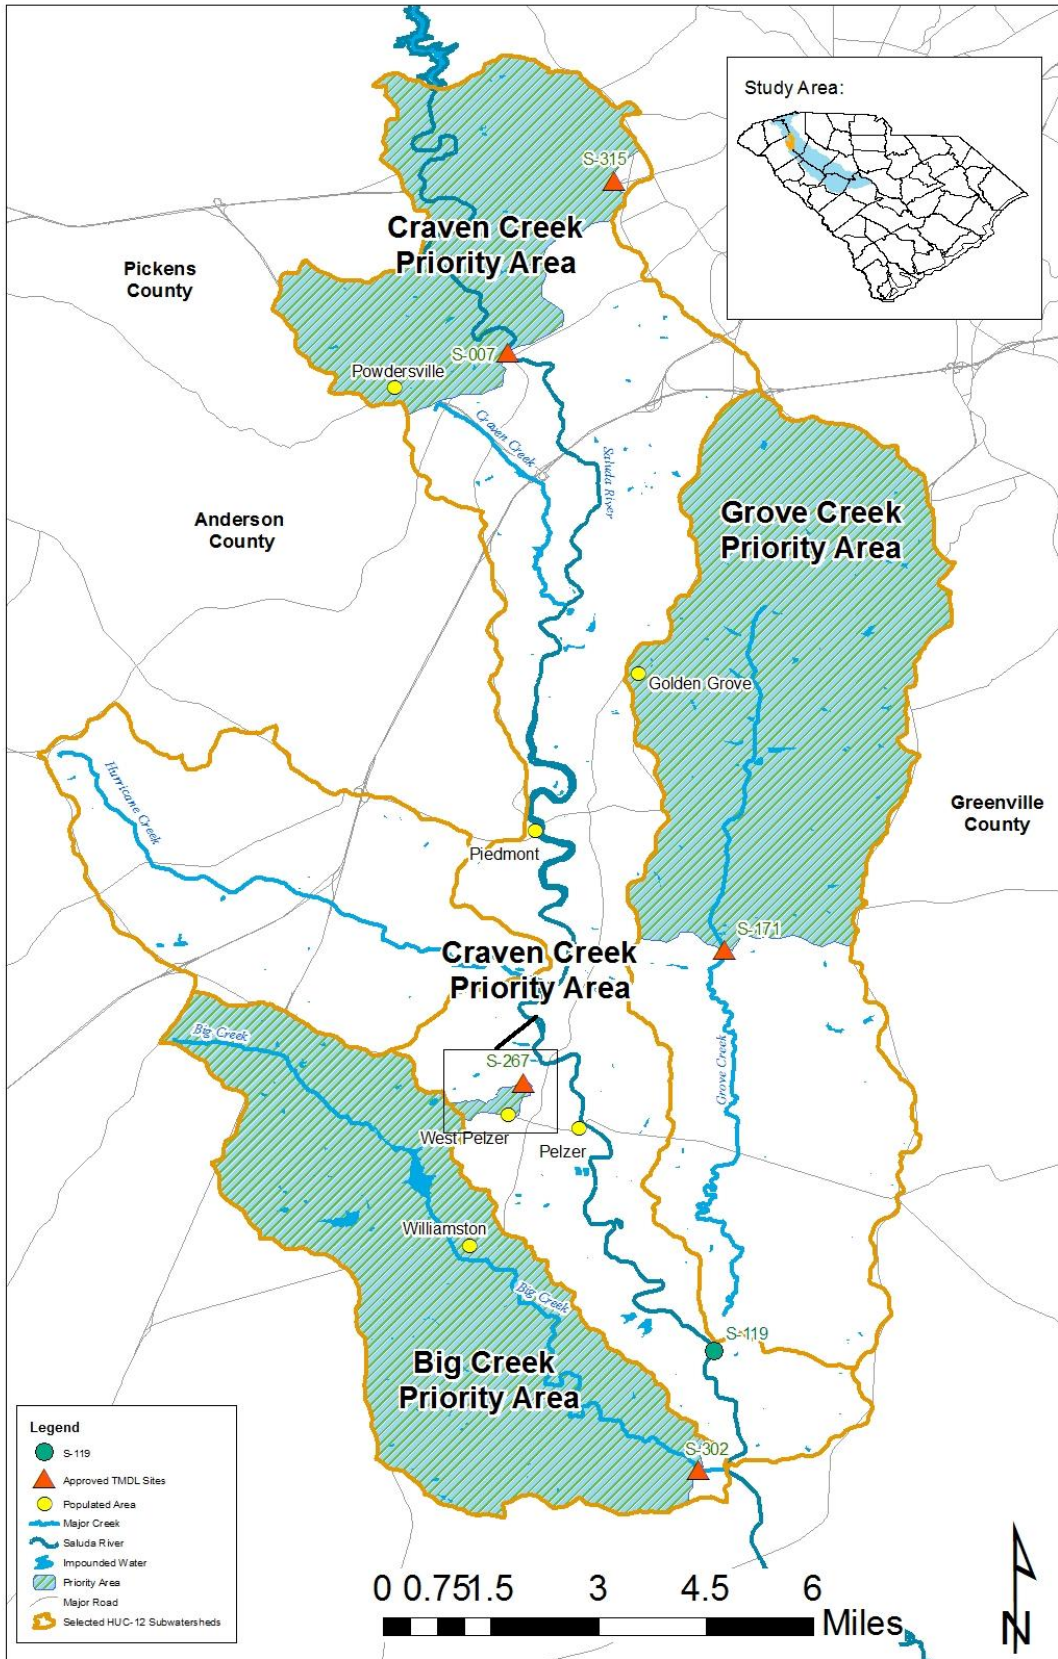 Study Area:
S-315
Craven Creek
Priority Area
Pickens
County
S-007
Powdersville
Craven Creek
Saluda River
Anderson
County
Grove Creek
Priority Area
Golden Grove
Hurricane Creek
Greenville
County
Piedmont
S-171
Craven Creek
Priority Area
Big Creek
S-267
Grove Creek
West Pelzer
Pelzer
Williamston
Big Creek
S-119
Big Creek
Priority Area
S-302
Legend
S-119
Approved TMDL Sites
Populated Area
Major Creek
Saluda River
Impounded Water
Priority Area
Major Road
Selected HUC-12 Subwatersheds
0 0.75 1.5 3 4.5 6
Miles
N